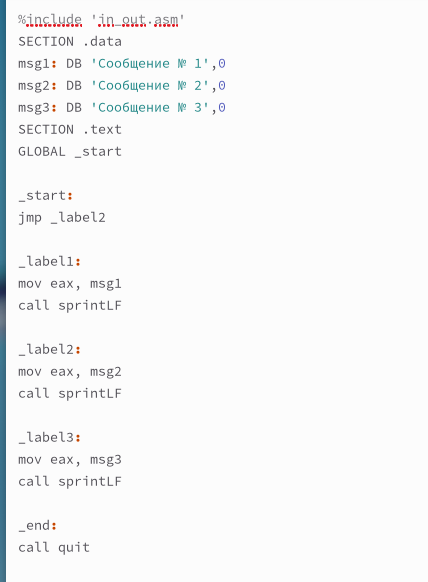 %include 'in_out.asm'
SECTION .data
msg1: DB 'Сообщение № 1',0
msg2: DB 'Сообщение № 2',0
msg3: DB 'Сообщение № 3',0
SECTION .text
GLOBAL _start
_start:
jmp _label2
_label1:
mov eax, msg1
call sprintLF
_label2:
mov eax, msg2
call sprintLF
_label3:
mov eax, msg3
call sprintLF
_end:
call quit